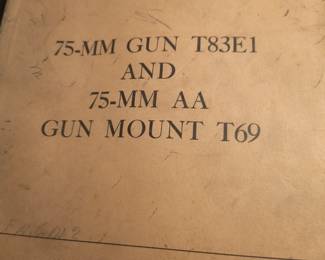 75-MM GUN T83E1
AND
75-MM AA
GUN MOUNT T69